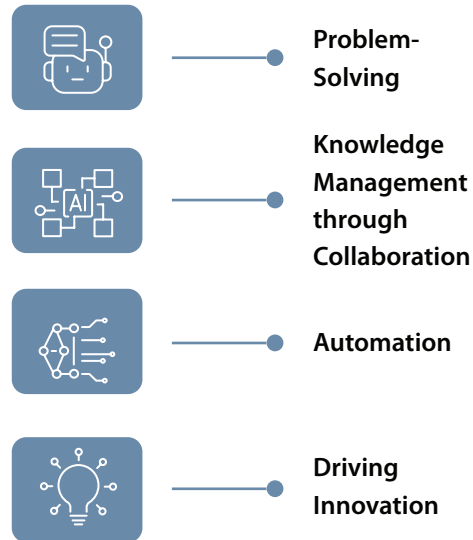 Problem-
Solving
AI
Knowledge
Management
through
Collaboration
Automation
Driving
Innovation